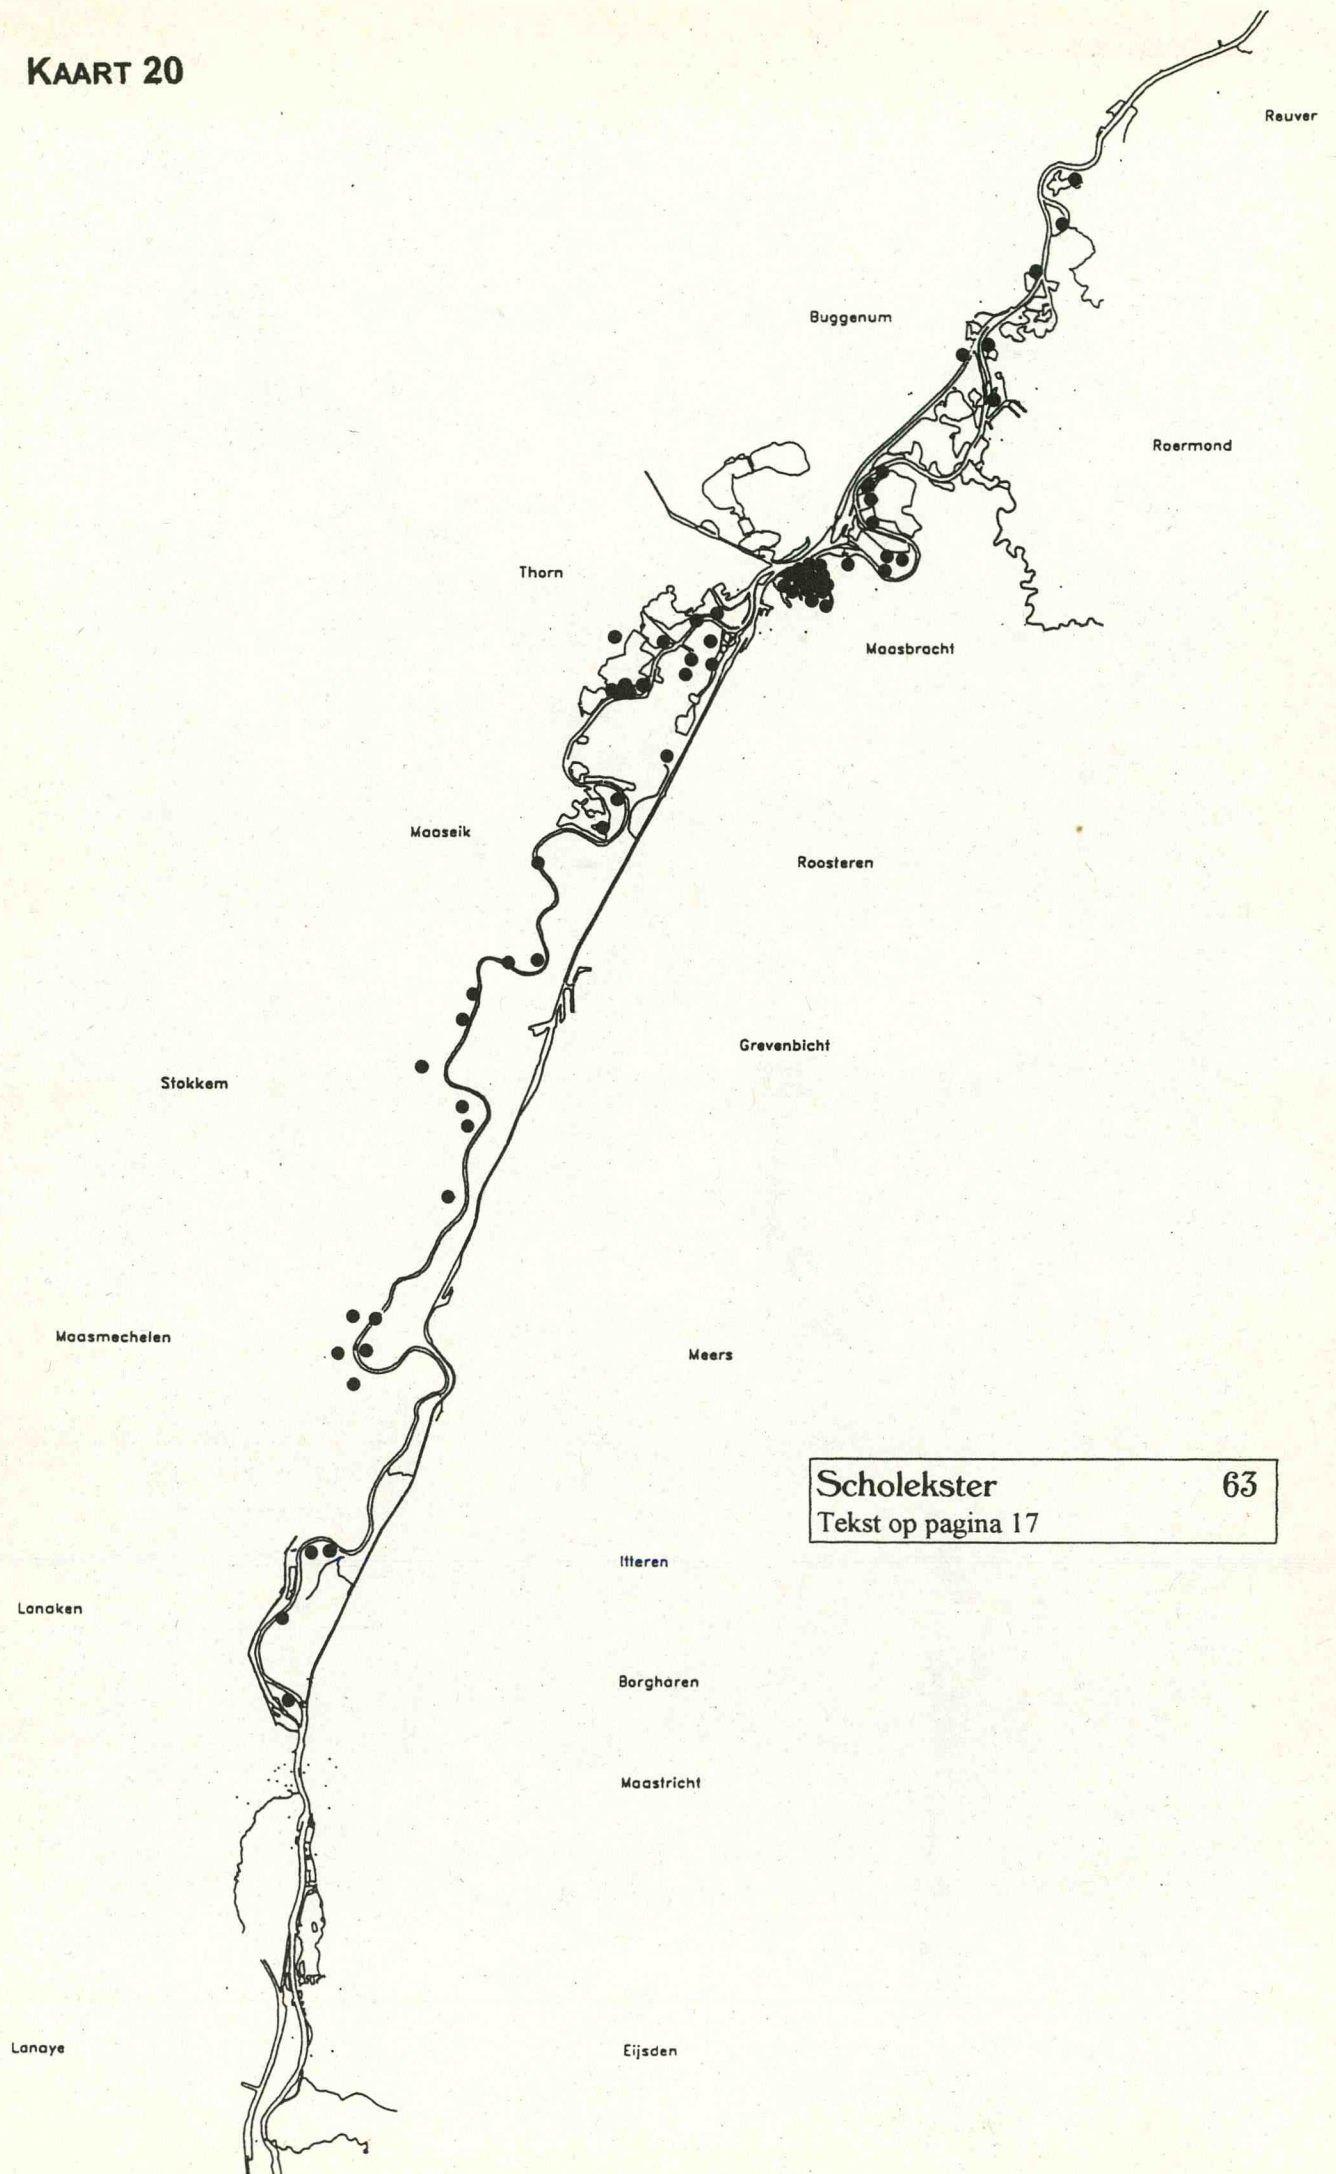 KAART 20
Reuver
Buggenum
Roermond
Thorn
Maasbracht
Maaseik
Roosteren
Grevenbicht
Stokkem
Maasmechelen
Meers
Scholekster 63
Tekst op pagina 17
Itteren
Lanaken
Borgharen
Maastricht
Lanaye
Eijsden